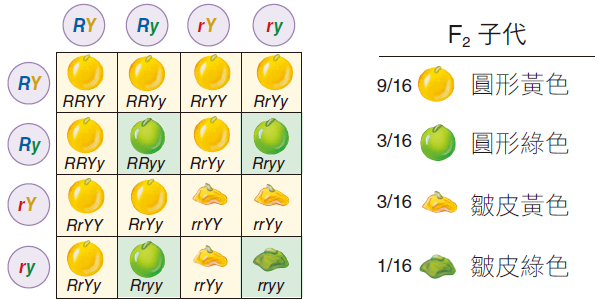 RY Ry rY ry
RY RRYY RRYy RrYY RrYy
Ry RRYy RRyy RrYy Rryy
rY RrYY RrYy rrYY rrYy
ry RrYy Rryy rrYy rryy
F₂ 子代
9/16 圓形黃色
3/16 圓形綠色
3/16 皺皮黃色
1/16 皺皮綠色